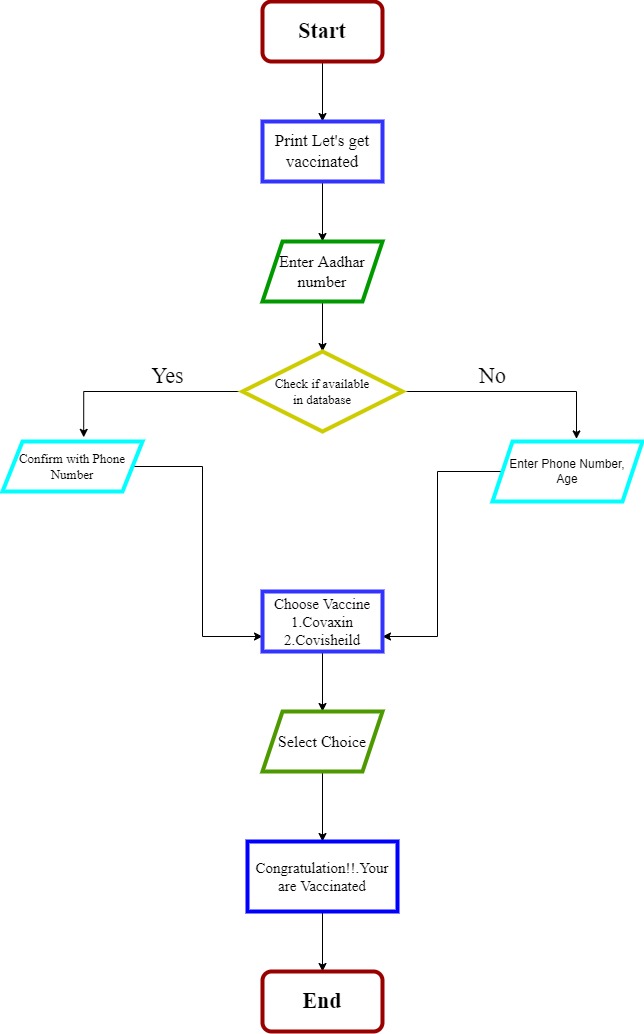 Start
Print Let's get
vaccinated
Enter Aadhar
number
Check if available
in database
Yes
No
Confirm with Phone
Number
Enter Phone Number,
Age
Choose Vaccine
1.Covaxin
2.Covisheild
Select Choice
Congratulation!!.Your
are Vaccinated
End